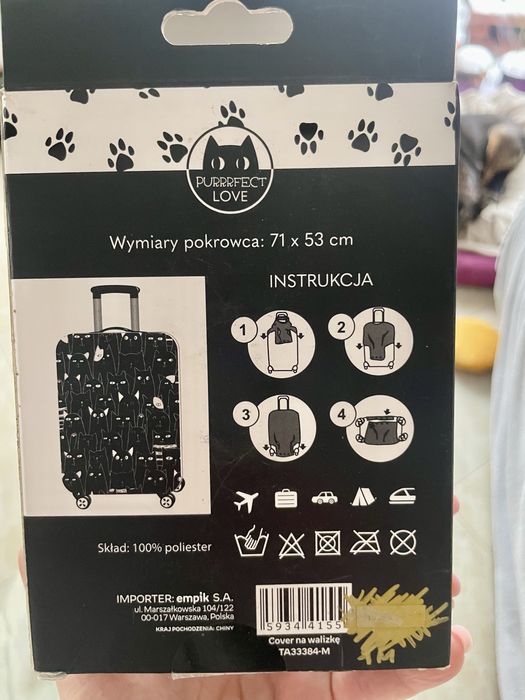 PURRRFECT
LOVE
Wymiary pokrowca: 71 x 53 cm
INSTRUKCJA
1
2
3
4
Skład: 100% poliester
IMPORTER: empik S.A.
ul. Marszałkowska 104/122
00-017 Warszawa, Polska
KRAJ POCHODZENIA: CHINY
59344155
Cover na walizkę
TA33384-M